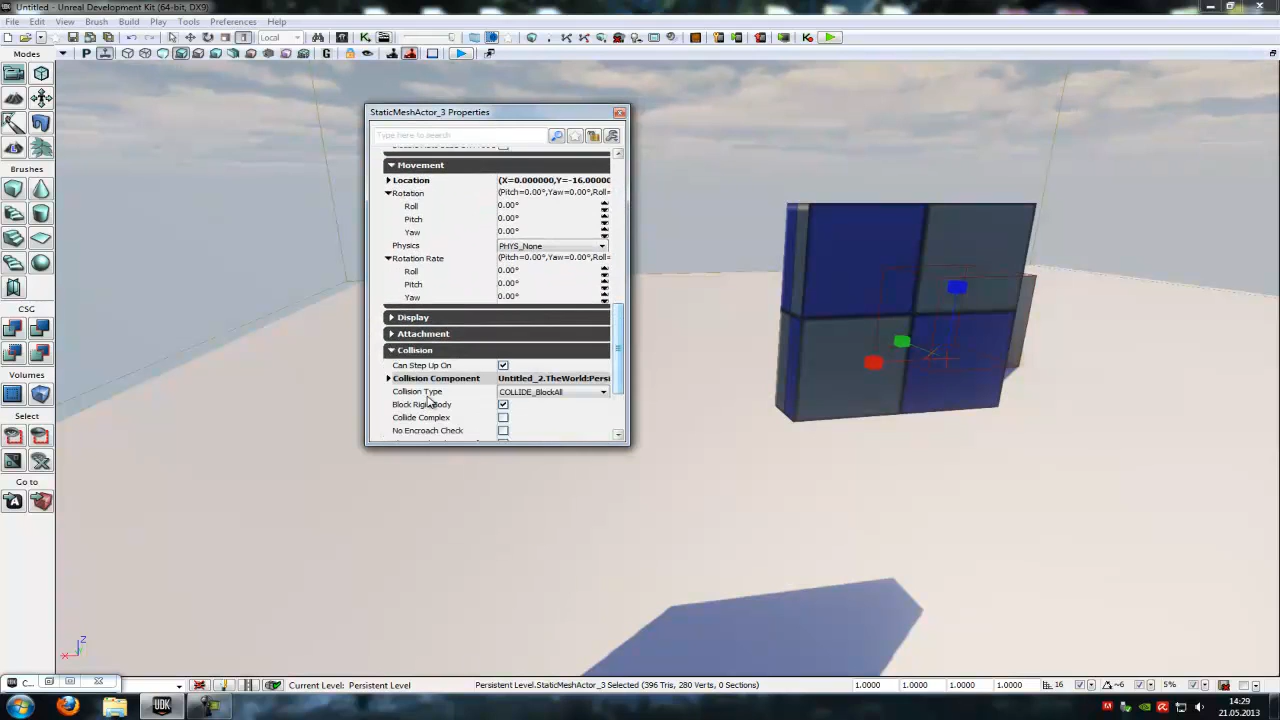 Untitled - Unreal Development Kit (64-bit, DX9)
File Edit View Brush Build Play Tools Preferences Help
Local
P
G
Modes
Brushes
CSG
Volumes
Select
Go to
StaticMeshActor_3 Properties
Type here to search
Movement
Location (X=0.000000,Y=-16.00000
Rotation (Pitch=0.00°,Yaw=0.00°,Roll=
Roll 0.00°
Pitch 0.00°
Yaw 0.00°
Physics PHYS_None
Rotation Rate (Pitch=0.00°,Yaw=0.00°,Roll=
Roll 0.00°
Pitch 0.00°
Yaw 0.00°
Display
Attachment
Collision
Can Step Up On
Collision Component Untitled_2.TheWorld:Persi
Collision Type COLLIDE_BlockAll
Block Rigid Body
Collide Complex
No Encroach Check
Z
X
C...
Current Level: Persistent Level
Persistent Level.StaticMeshActor_3 Selected (396 Tris, 280 Verts, 0 Sections)
1.0000 1.0000 1.0000 1.0000 16 5%
UDK
14:29
21.05.2013